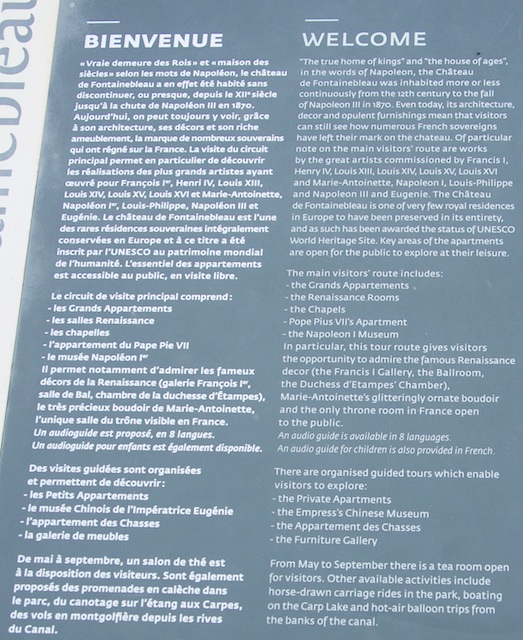 BIENVENUE
«Vraie demeure des Rois» et «maison des
siècles» selon les mots de Napoléon, le château
de Fontainebleau a en effet été habité sans
discontinuer, ou presque, depuis le XIIe siècle
jusqu'à la chute de Napoléon III en 1870.
Aujourd'hui, on peut toujours y voir, grâce
à son architecture, ses décors et son riche
ameublement, la marque de nombreux souverains
qui ont régné sur la France. La visite du circuit
principal permet en particulier de découvrir
les réalisations des plus grands artistes ayant
œuvré pour François Ier, Henri IV, Louis XIII,
Louis XIV, Louis XV, Louis XVI et Marie-Antoinette,
Napoléon Ier, Louis-Philippe, Napoléon III et
Eugénie. Le château de Fontainebleau est l'une
des rares résidences souveraines intégralement
conservées en Europe et à ce titre a été
inscrit par l'UNESCO au patrimoine mondial
de l'humanité. L'essentiel des appartements
est accessible au public, en visite libre.
Le circuit de visite principal comprend :
- les Grands Appartements
- les salles Renaissance
- les chapelles
- l'appartement du Pape Pie VII
- le musée Napoléon Ier
Il permet notamment d'admirer les fameux
décors de la Renaissance (galerie François Ier,
salle de Bal, chambre de la duchesse d'Étampes),
le très précieux boudoir de Marie-Antoinette,
l'unique salle du trône visible en France.
Un audioguide est proposé, en 8 langues.
Un audioguide pour enfants est également disponible.
Des visites guidées sont organisées
et permettent de découvrir :
- les Petits Appartements
- le musée Chinois de l'Impératrice Eugénie
- l'appartement des Chasses
- la galerie de meubles
De mai à septembre, un salon de thé est
à la disposition des visiteurs. Sont également
proposés des promenades en calèche dans
le parc, du canotage sur l'étang aux Carpes,
des vols en montgolfière depuis les rives
du Canal.
WELCOME
"The true home of kings" and "the house of ages",
in the words of Napoleon, the Château
de Fontainebleau was inhabited more or less
continuously from the 12th century to the fall
of Napoleon III in 1870. Even today, its architecture,
decor and opulent furnishings mean that visitors
can still see how numerous French sovereigns
have left their mark on the chateau. Of particular
note on the main visitors' route are works
by the great artists commissioned by Francis I,
Henry IV, Louis XIII, Louis XIV, Louis XV, Louis XVI
and Marie-Antoinette, Napoleon I, Louis-Philippe
and Napoleon III and Eugenie. The Château
de Fontainebleau is one of very few royal residences
in Europe to have been preserved in its entirety,
and as such has been awarded the status of UNESCO
World Heritage Site. Key areas of the apartments
are open for the public to explore at their leisure.
The main visitors' route includes:
- the Grands Appartements
- the Renaissance Rooms
- the Chapels
- Pope Pius VII's Apartment
- the Napoleon I Museum
In particular, this tour route gives visitors
the opportunity to admire the famous Renaissance
decor (the Francis I Gallery, the Ballroom,
the Duchess d'Etampes' Chamber),
Marie-Antoinette's glitteringly ornate boudoir
and the only throne room in France open
to the public.
An audio guide is available in 8 languages.
An audio guide for children is also provided in French.
There are organised guided tours which enable
visitors to explore:
- the Private Apartments
- the Empress's Chinese Museum
- the Appartement des Chasses
- the Furniture Gallery
From May to September there is a tea room open
for visitors. Other available activities include
horse-drawn carriage rides in the park, boating
on the Carp Lake and hot-air balloon trips from
the banks of the canal.